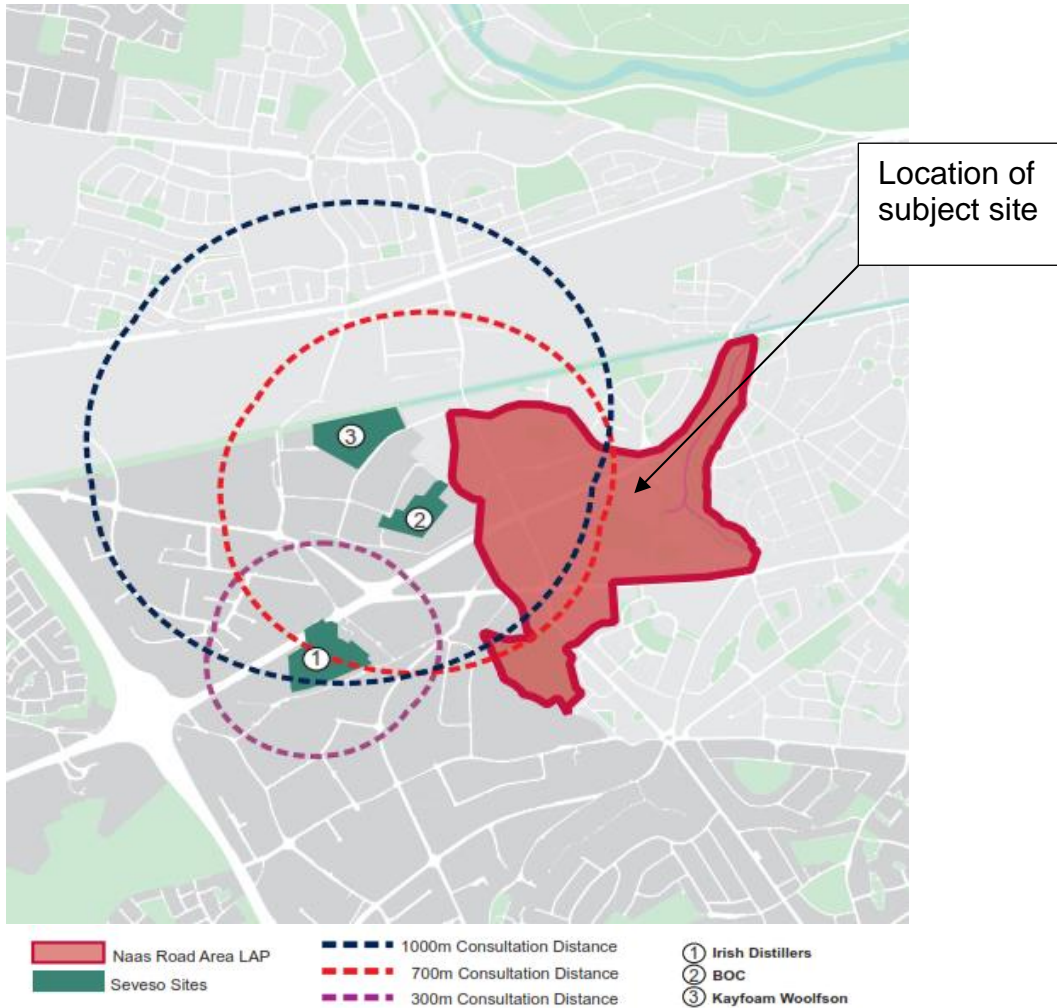 Location of
subject site
3
2
1
Naas Road Area LAP
Seveso Sites
1000m Consultation Distance
700m Consultation Distance
300m Consultation Distance
1 Irish Distillers
2 BOC
3 Kayfoam Woolfson